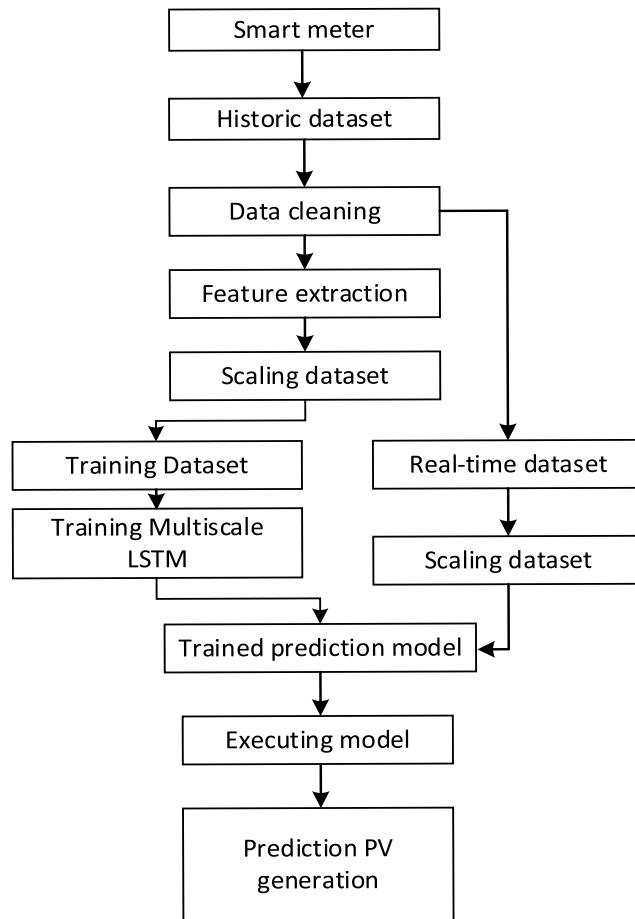 Smart meter
Historic dataset
Data cleaning
Feature extraction
Scaling dataset
Training Dataset
Training Multiscale
LSTM
Real-time dataset
Scaling dataset
Trained prediction model
Executing model
Prediction PV
generation